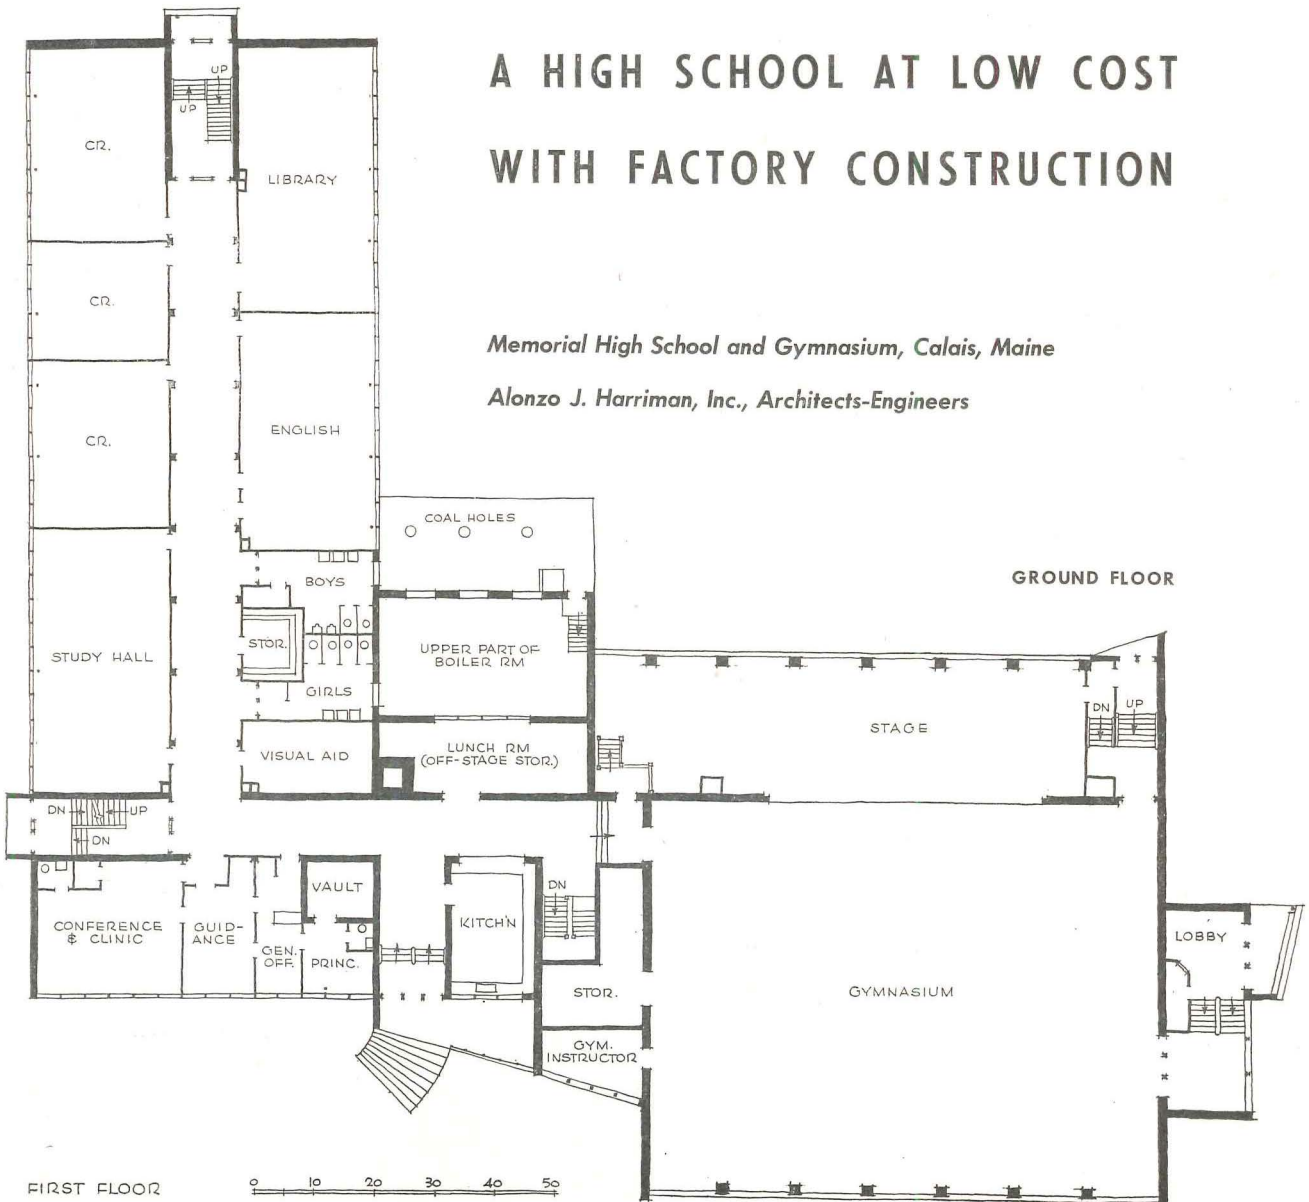 A HIGH SCHOOL AT LOW COST
WITH FACTORY CONSTRUCTION
Memorial High School and Gymnasium, Calais, Maine
Alonzo J. Harriman, Inc., Architects-Engineers
GROUND FLOOR
UP
UP
CR.
LIBRARY
CR.
CR.
ENGLISH
COAL HOLES
BOYS
STOR.
STUDY HALL
GIRLS
UPPER PART OF
BOILER RM
VISUAL AID
LUNCH RM
(OFF-STAGE STOR.)
STAGE
DN
UP
DN
UP
DN
VAULT
DN
CONFERENCE
& CLINIC
GUID-
ANCE
GEN.
OFF.
PRINC.
KITCH'N
STOR.
GYM.
INSTRUCTOR
GYMNASIUM
LOBBY
FIRST FLOOR
0 10 20 30 40 50